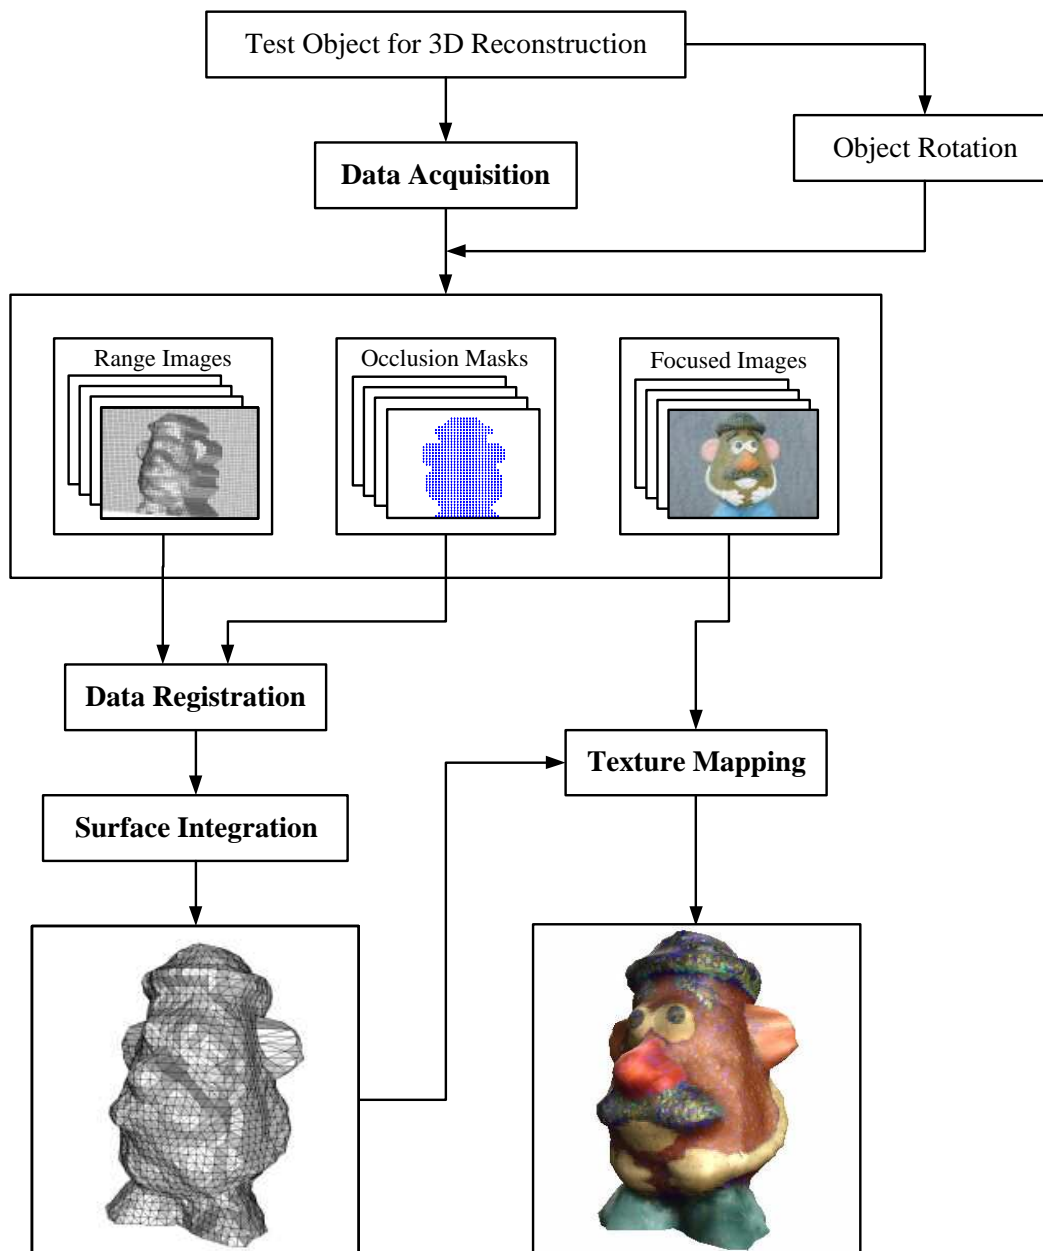 Test Object for 3D Reconstruction
Object Rotation
Data Acquisition
Range Images
Occlusion Masks
Focused Images
Data Registration
Texture Mapping
Surface Integration